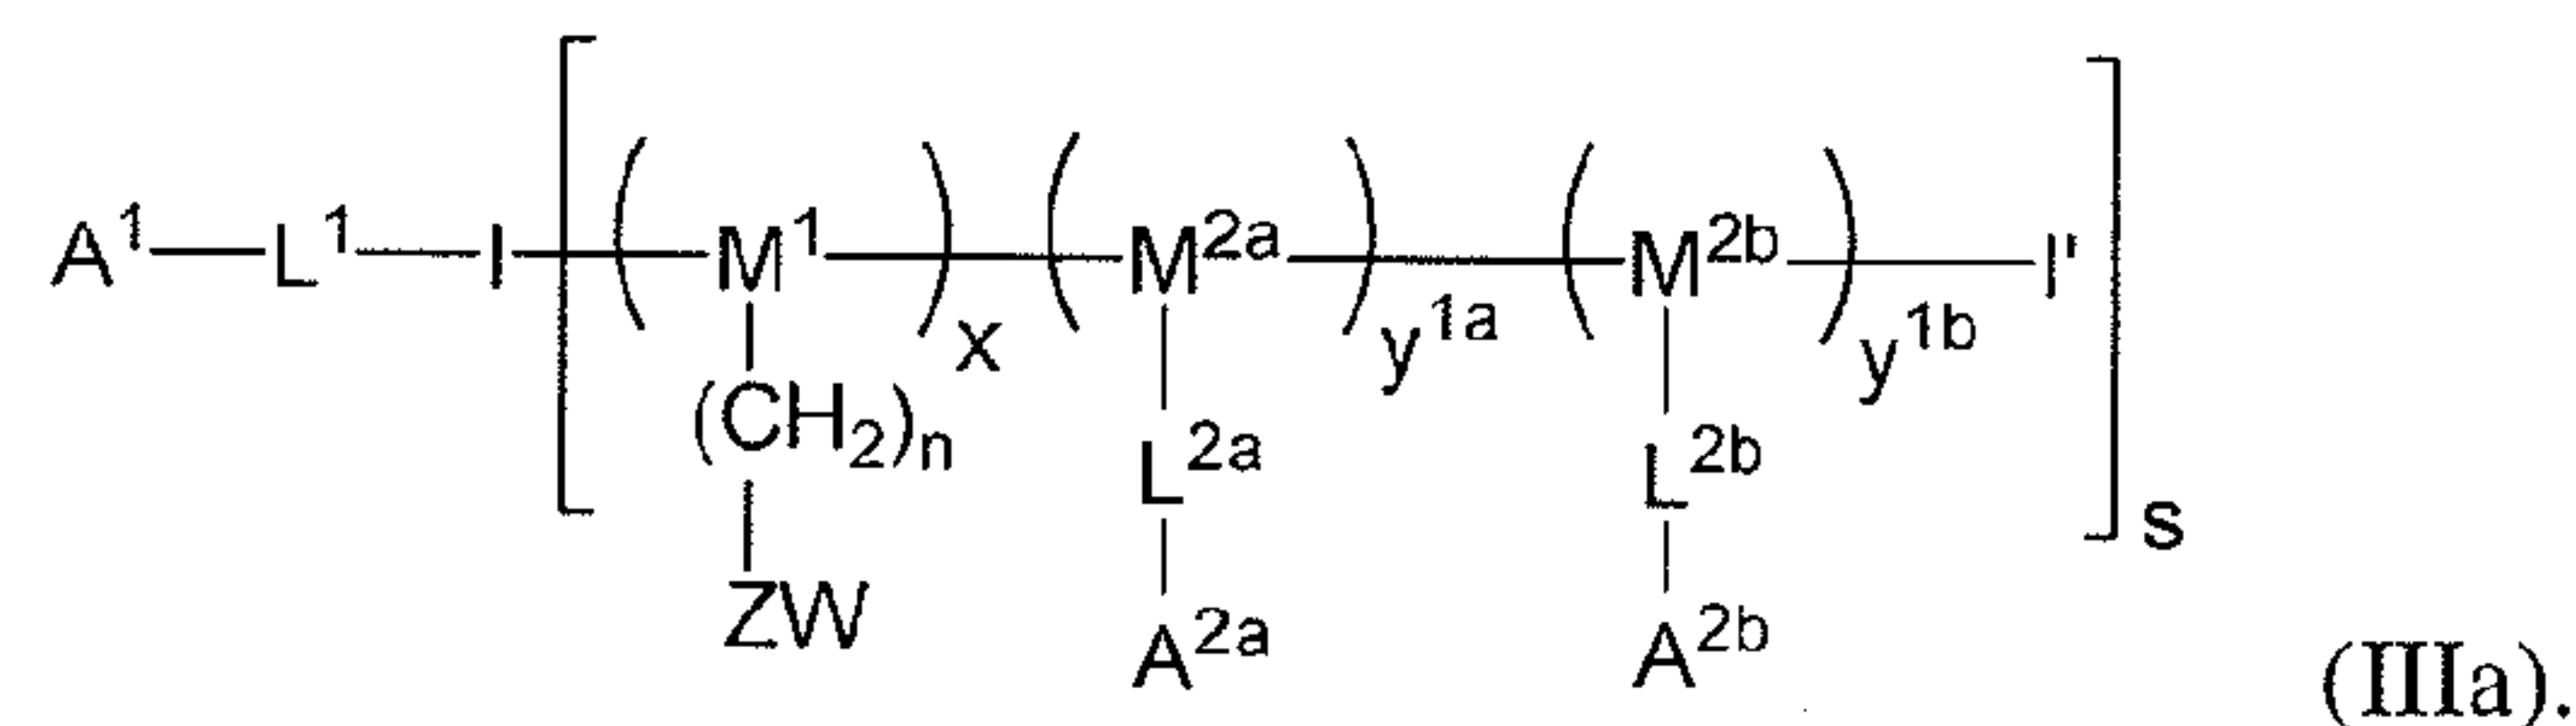 A¹—L¹—I—[—(—M¹—)x—(—M²ᵃ—)y¹ᵃ—(—M²ᵇ—)y¹ᵇ—I']s
(CH₂)n L²ᵃ L²ᵇ
ZW A²ᵃ A²ᵇ
(IIIa).